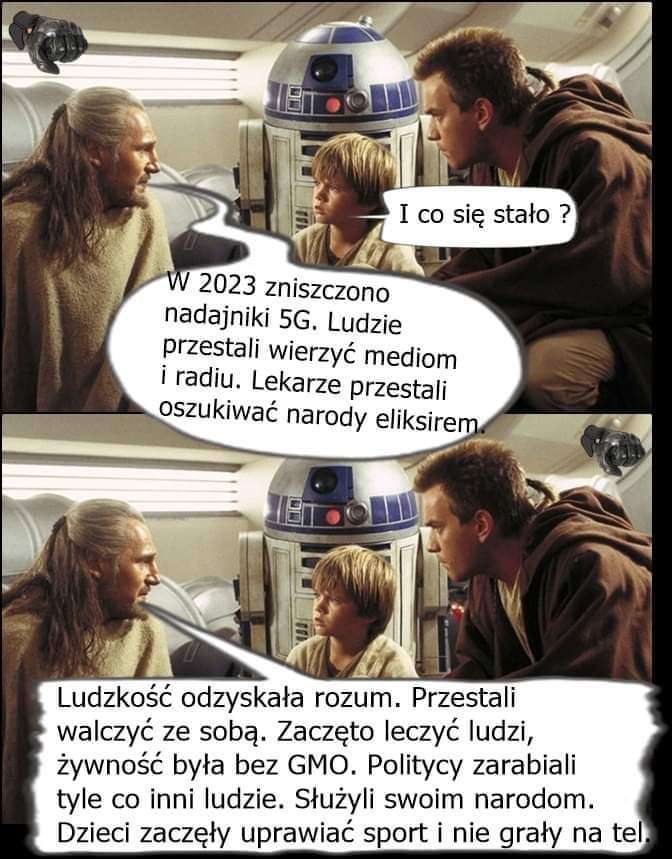 I co się stało ?
W 2023 zniszczono
nadajniki 5G. Ludzie
przestali wierzyć mediom
i radiu. Lekarze przestali
oszukiwać narody eliksirem.
Ludzkość odzyskała rozum. Przestali
walczyć ze sobą. Zaczęto leczyć ludzi,
żywność była bez GMO. Politycy zarabiali
tyle co inni ludzie. Służyli swoim narodom.
Dzieci zaczęły uprawiać sport i nie grały na tel.